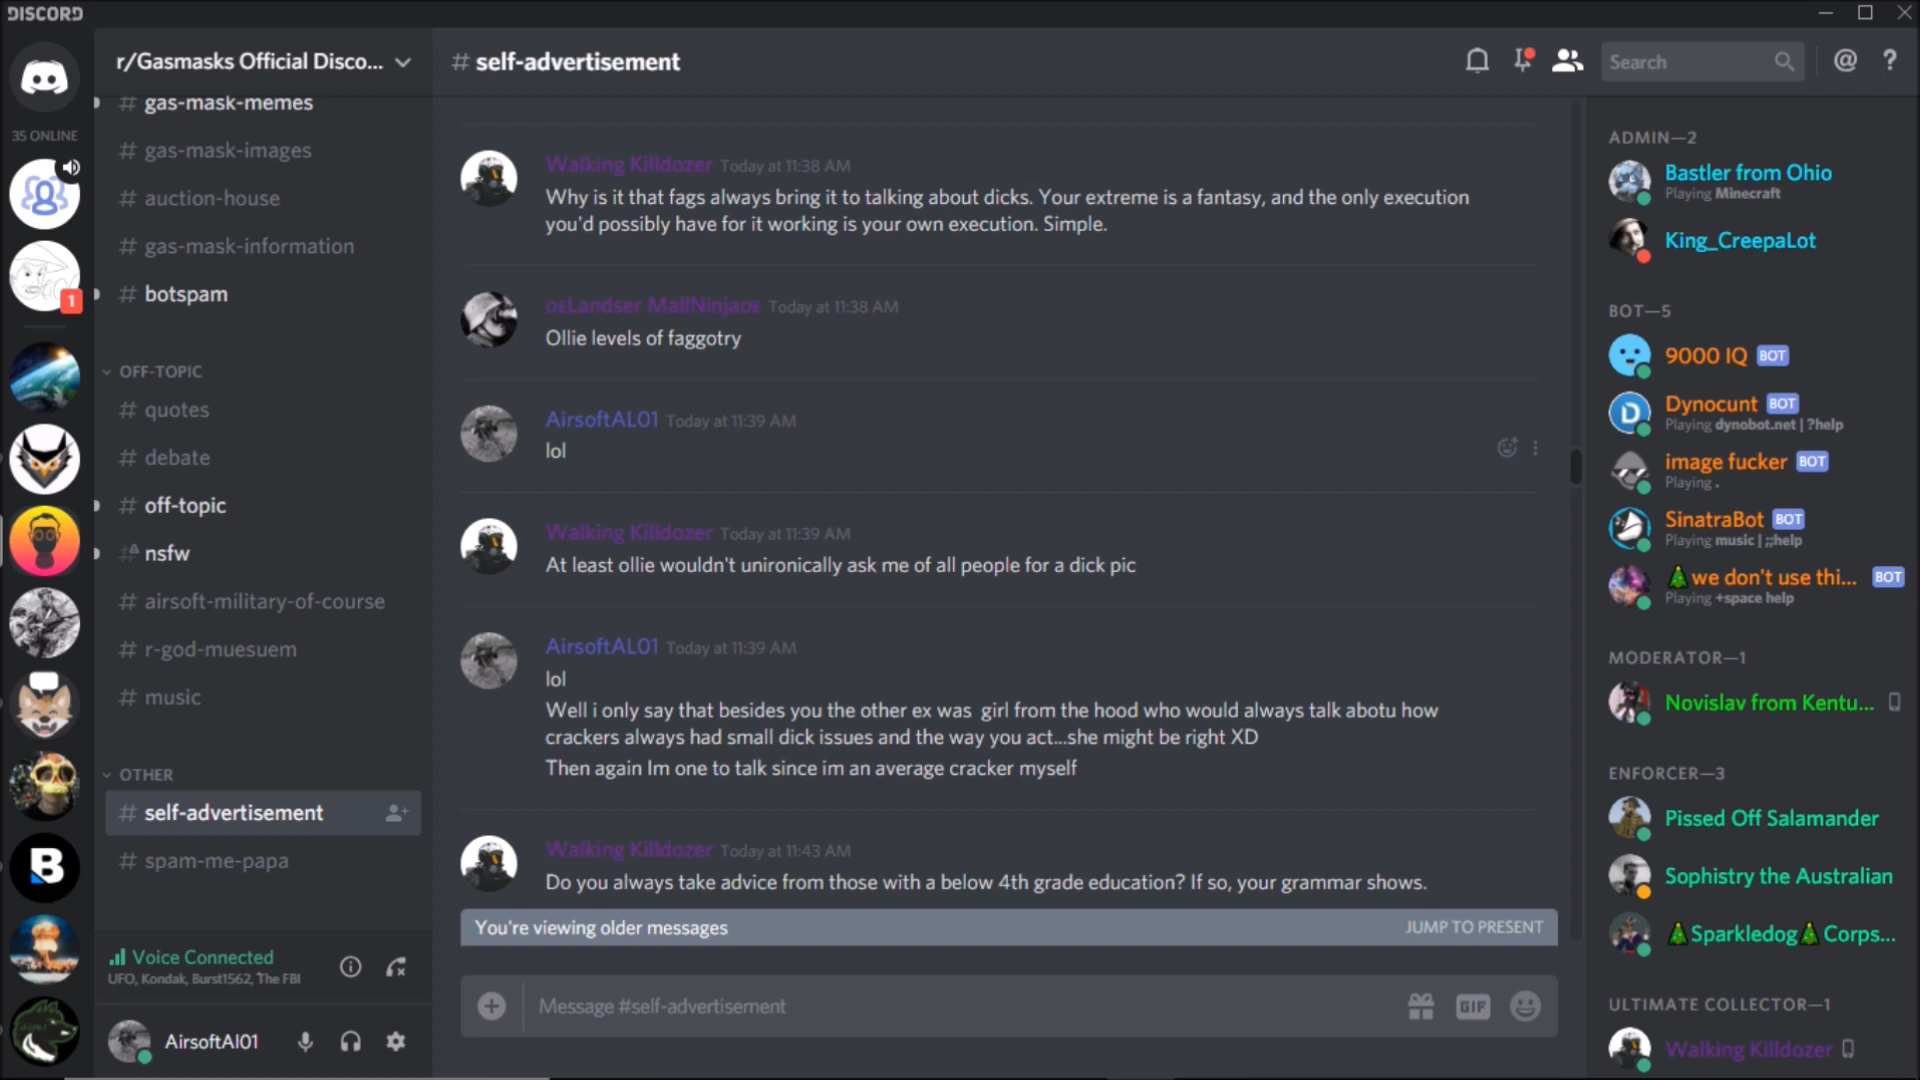 DISCORD
35 ONLINE
1
r/Gasmasks Official Disco...
# gas-mask-memes
# gas-mask-images
# auction-house
# gas-mask-information
# botspam
OFF-TOPIC
# quotes
# debate
# off-topic
# nsfw
# airsoft-military-of-course
# r-god-muesuem
# music
OTHER
# self-advertisement
# spam-me-papa
Voice Connected
UFO, Kondak, Burst1562, The FBI
AirsoftAl01
# self-advertisement
Search
@ ?
Walking Killdozer Today at 11:38 AM
Why is it that fags always bring it to talking about dicks. Your extreme is a fantasy, and the only execution
you'd possibly have for it working is your own execution. Simple.
DELandser MallNinjaDE Today at 11:38 AM
Ollie levels of faggotry
AirsoftAL01 Today at 11:39 AM
lol
Walking Killdozer Today at 11:39 AM
At least ollie wouldn't unironically ask me of all people for a dick pic
AirsoftAL01 Today at 11:39 AM
lol
Well i only say that besides you the other ex was  girl from the hood who would always talk abotu how
crackers always had small dick issues and the way you act...she might be right XD
Then again Im one to talk since im an average cracker myself
Walking Killdozer Today at 11:43 AM
Do you always take advice from those with a below 4th grade education? If so, your grammar shows.
You're viewing older messages JUMP TO PRESENT
Message #self-advertisement
GIF
ADMIN—2
Bastler from Ohio
Playing Minecraft
King_CreepaLot
BOT—5
9000 IQ BOT
Dynocunt BOT
Playing dynobot.net | ?help
image fucker BOT
Playing .
SinatraBot BOT
Playing music | ;;help
🎄we don't use thi... BOT
Playing +space help
MODERATOR—1
Novislav from Kentu...
ENFORCER—3
Pissed Off Salamander
Sophistry the Australian
🎄Sparkledog🎄Corps...
ULTIMATE COLLECTOR—1
Walking Killdozer